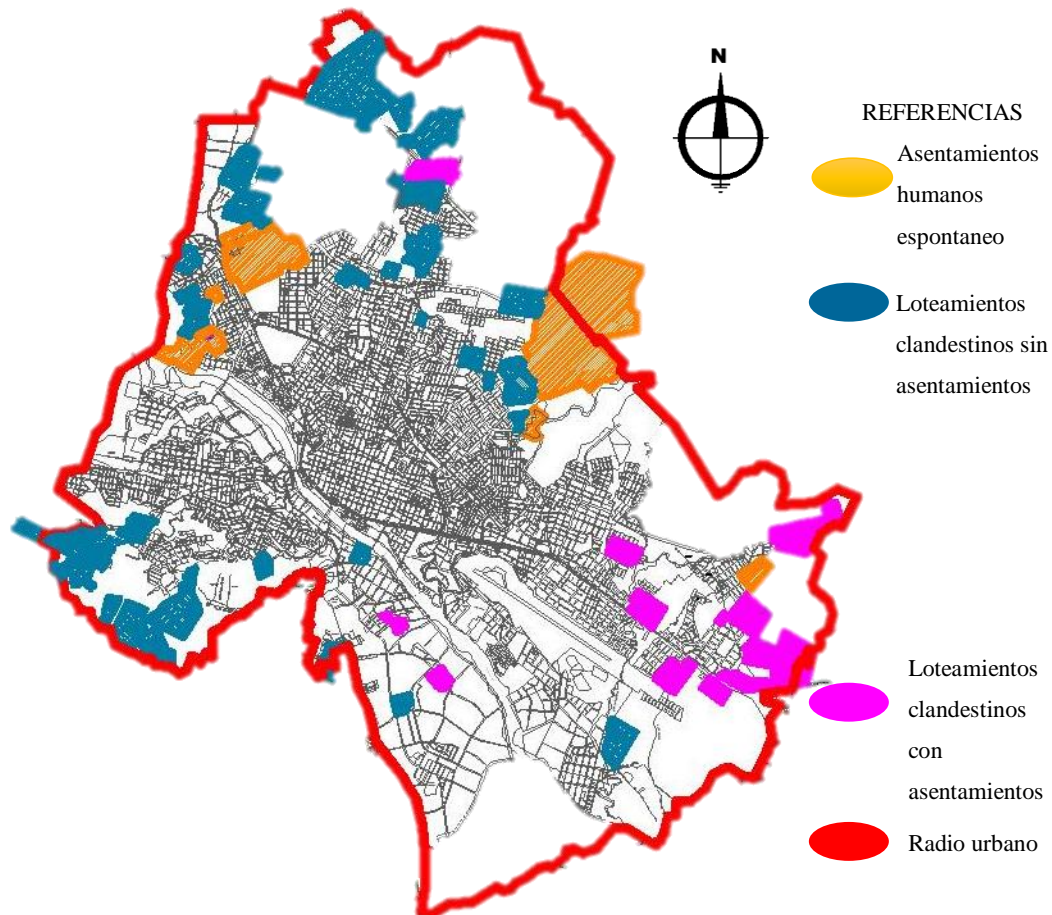 N
REFERENCIAS
Asentamientos
humanos
espontaneo
Loteamientos
clandestinos sin
asentamientos
Loteamientos
clandestinos
con
asentamientos
Radio urbano